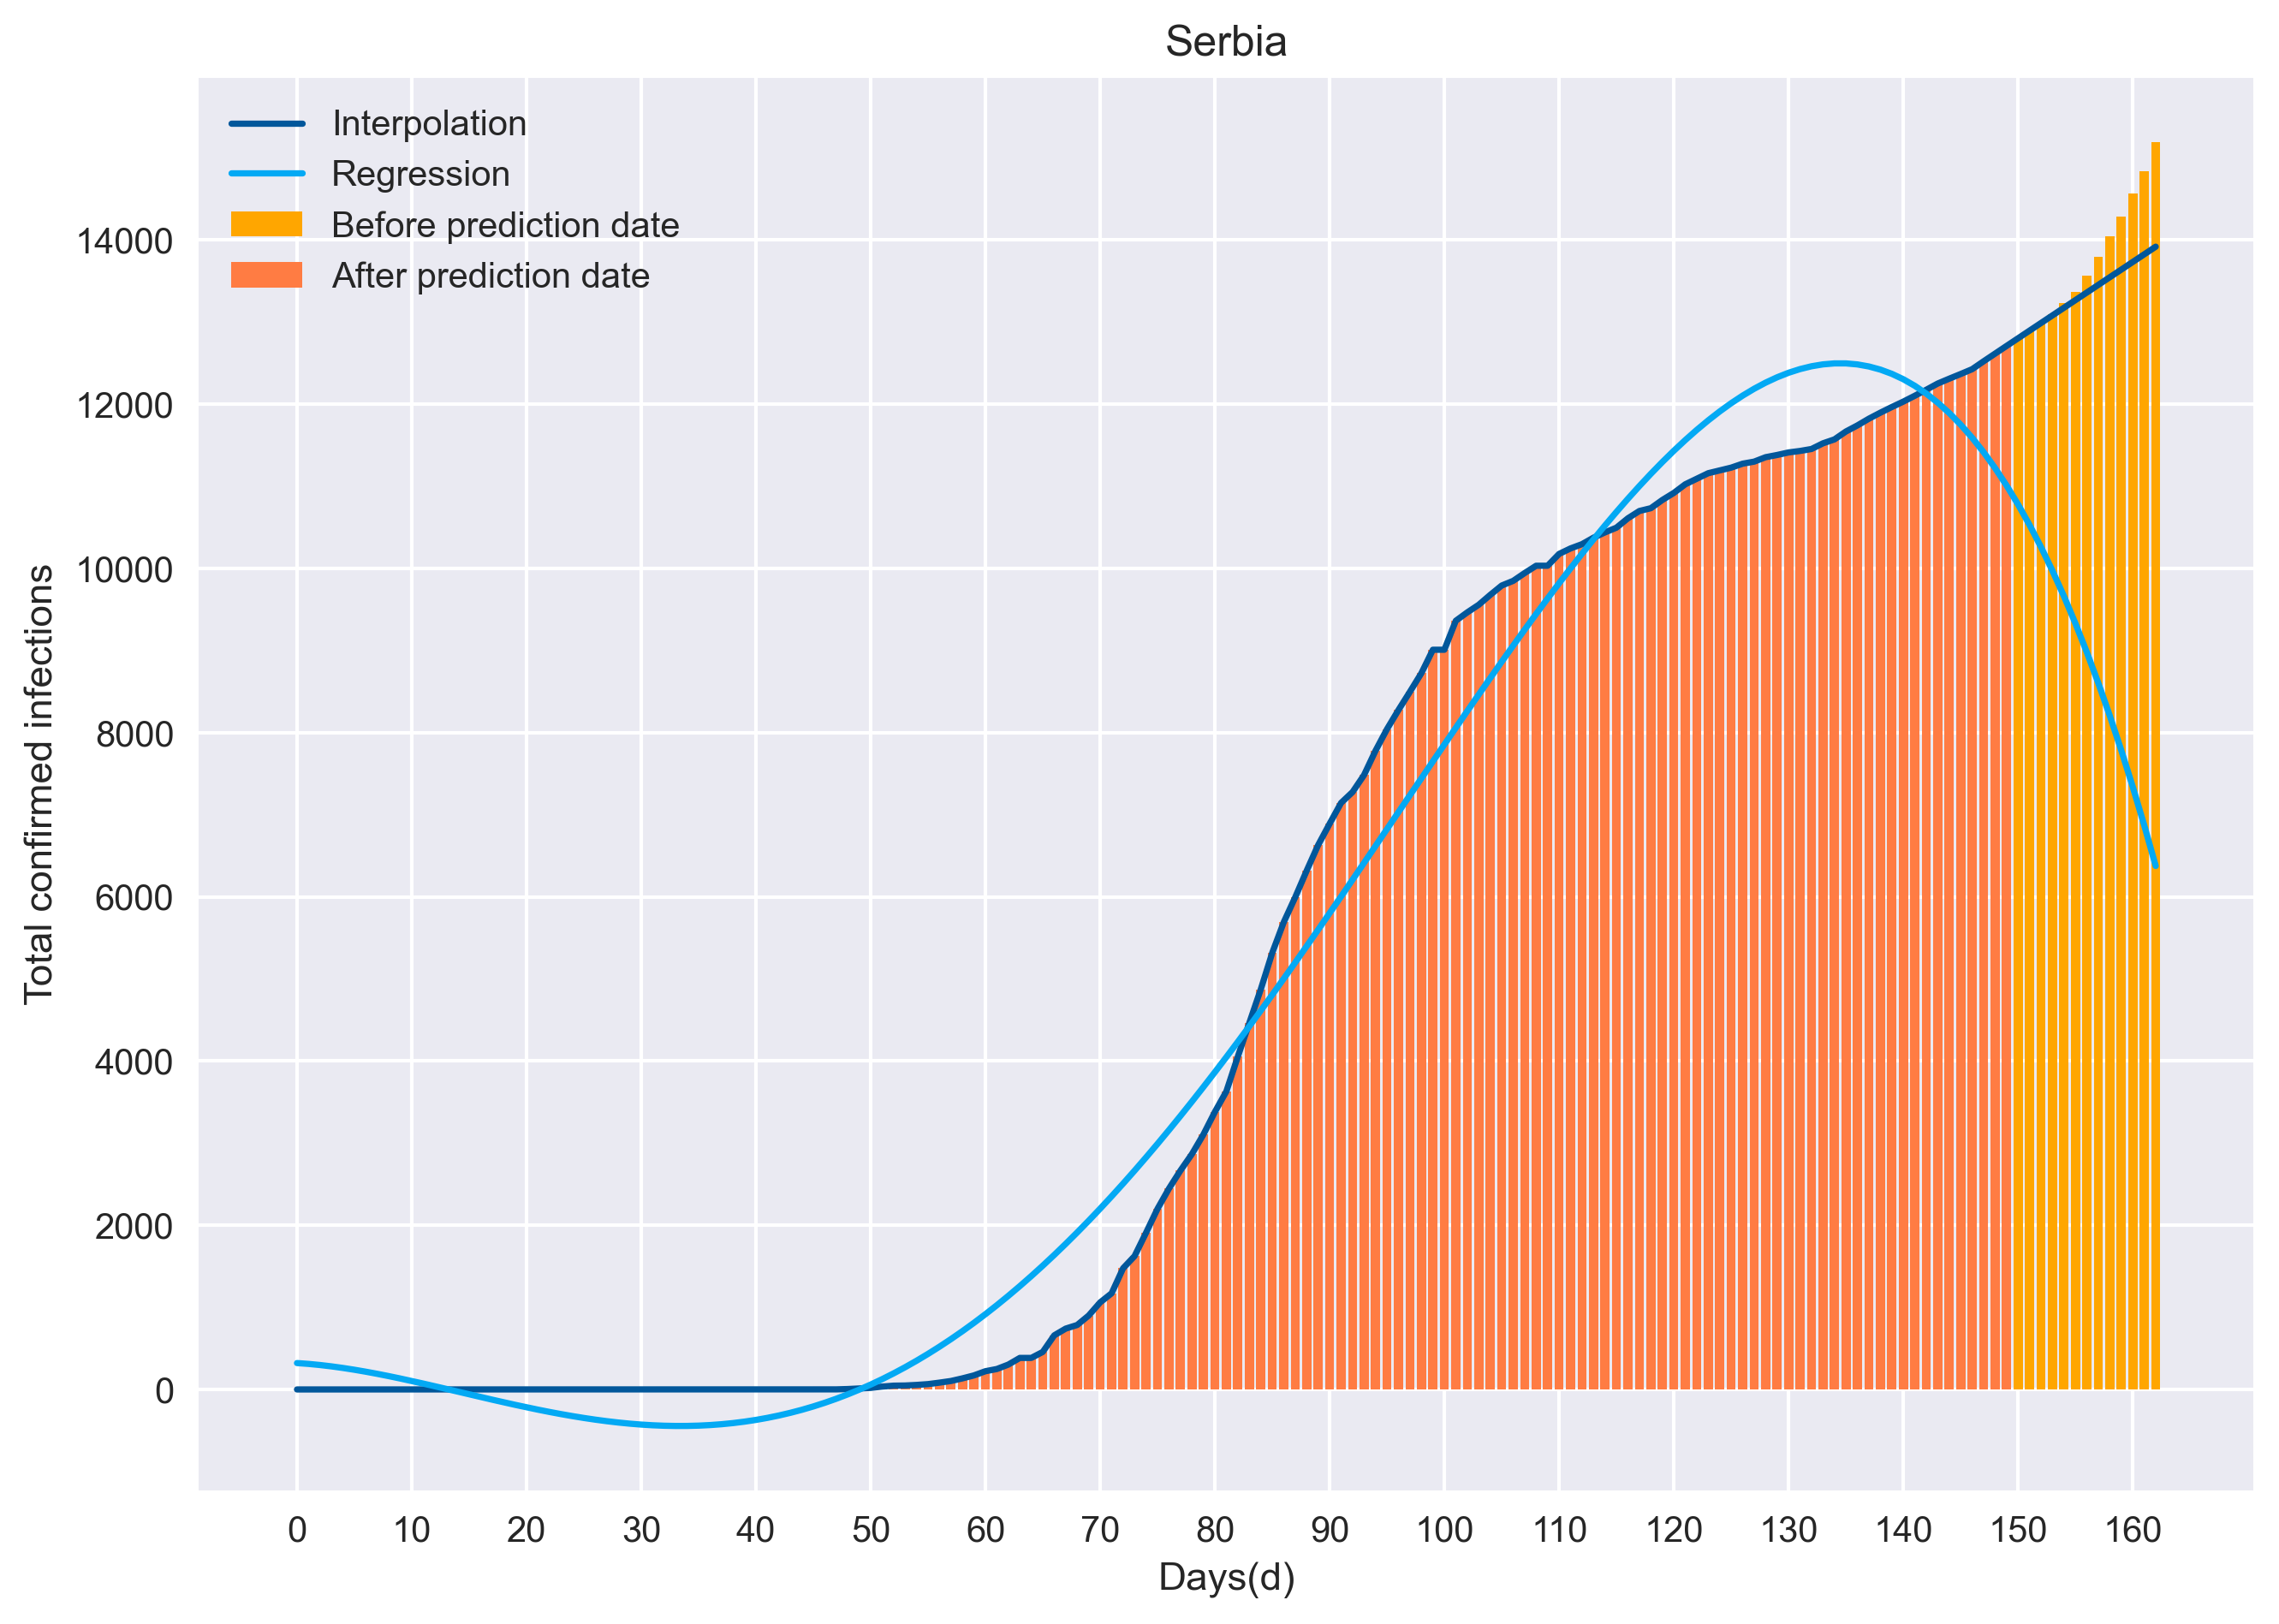 Serbia
Interpolation
Regression
Before prediction date
After prediction date
14000
12000
10000
8000
6000
4000
2000
0
Total confirmed infections
0 10 20 30 40 50 60 70 80 90 100 110 120 130 140 150 160
Days(d)